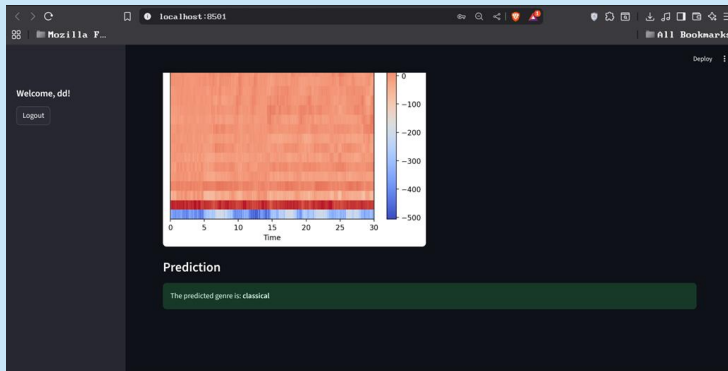 localhost:8501
Mozilla F...
All Bookmarks
Deploy
Welcome, dd!
Logout
0
−100
−200
−300
−400
−500
0 5 10 15 20 25 30
Time
Prediction
The predicted genre is: classical